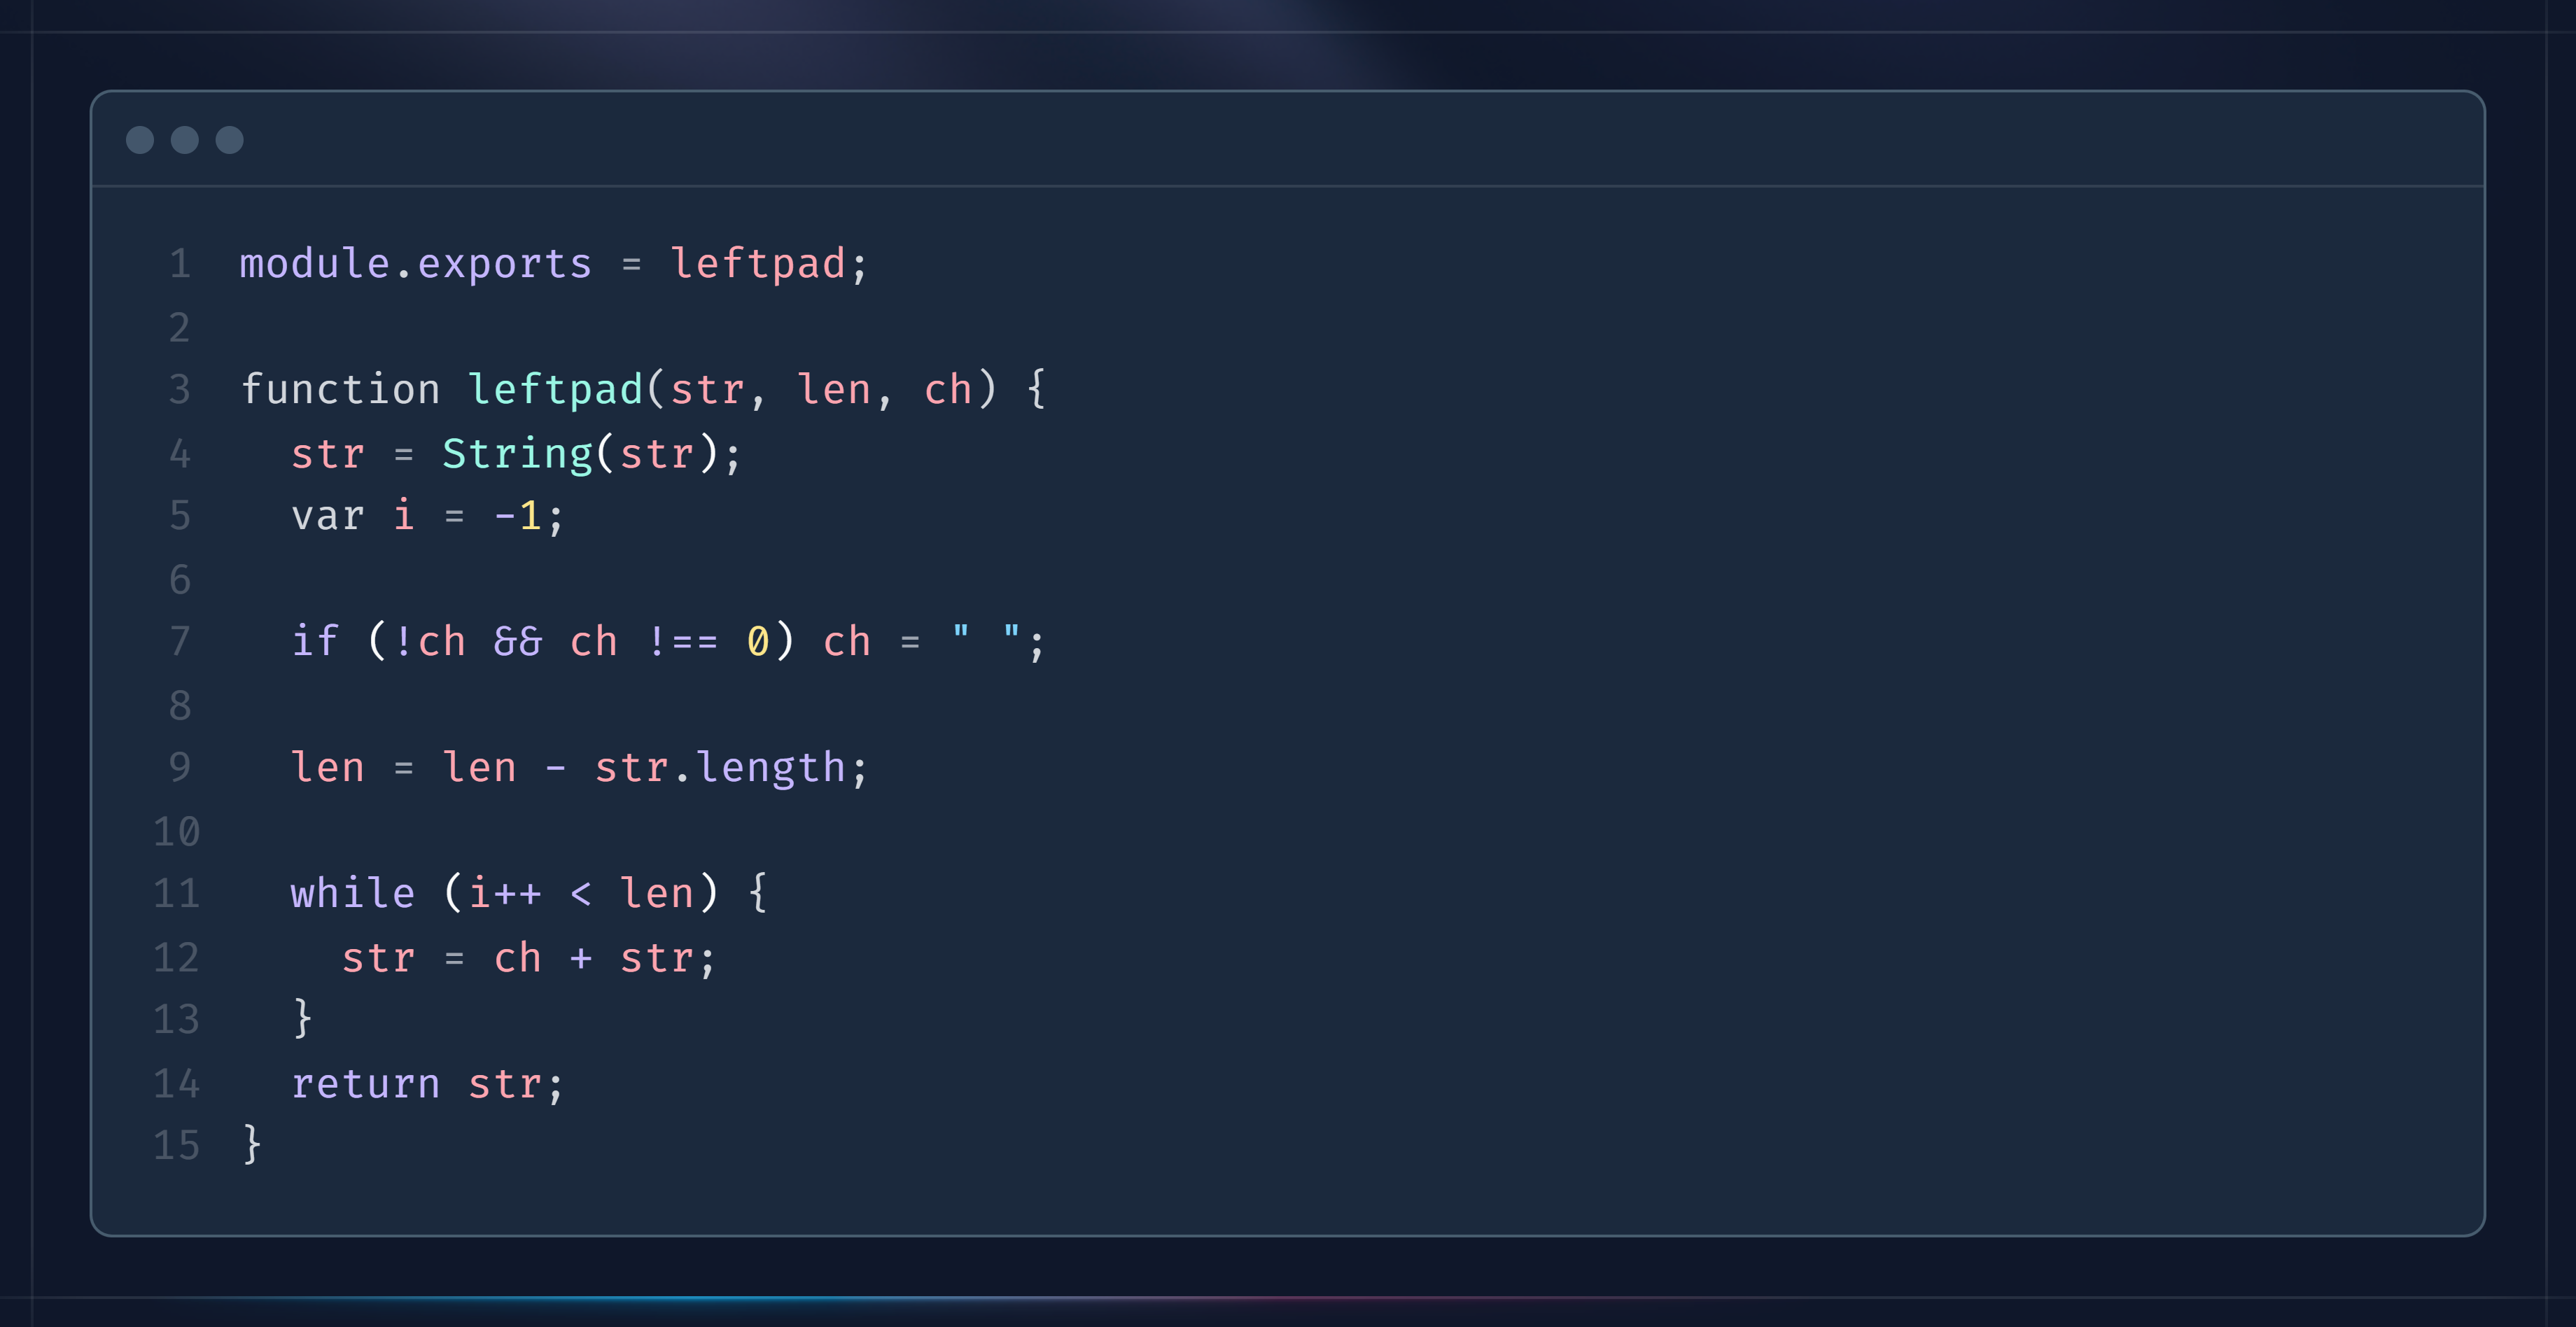 1 module.exports = leftpad;
2
3 function leftpad(str, len, ch) {
4   str = String(str);
5   var i = -1;
6
7   if (!ch && ch !== 0) ch = " ";
8
9   len = len - str.length;
10
11   while (i++ < len) {
12     str = ch + str;
13   }
14   return str;
15 }